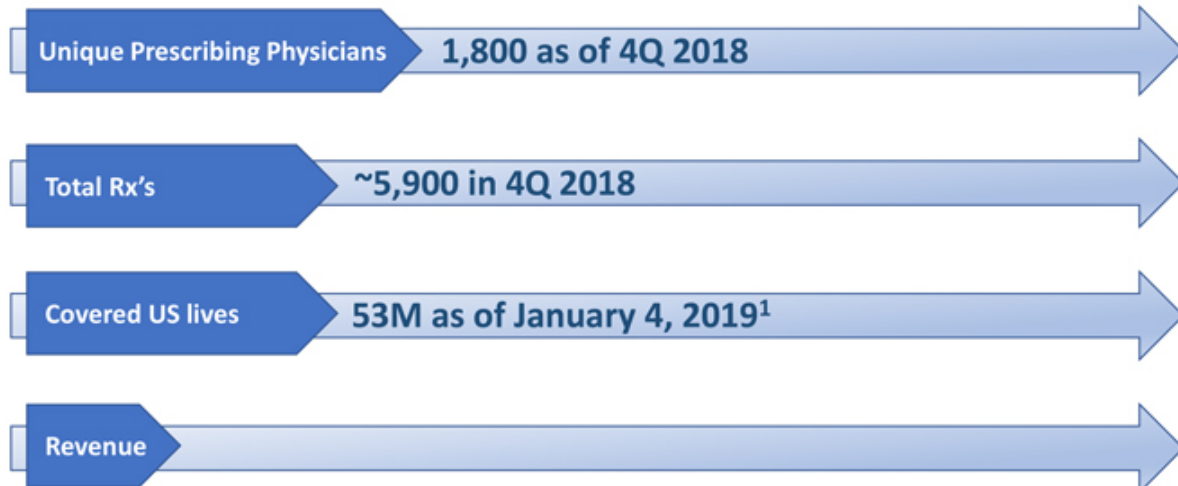 Unique Prescribing Physicians 1,800 as of 4Q 2018
Total Rx's ~5,900 in 4Q 2018
Covered US lives 53M as of January 4, 2019¹
Revenue